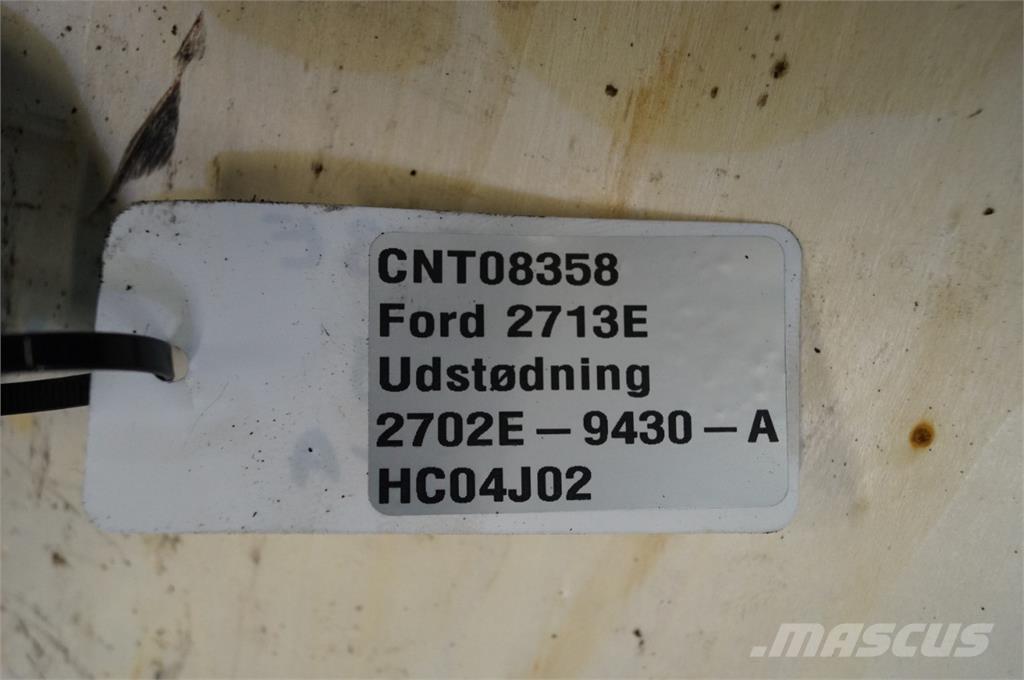 CNT08358
Ford 2713E
Udstødning
2702E – 9430 – A
HC04J02
MASCUS